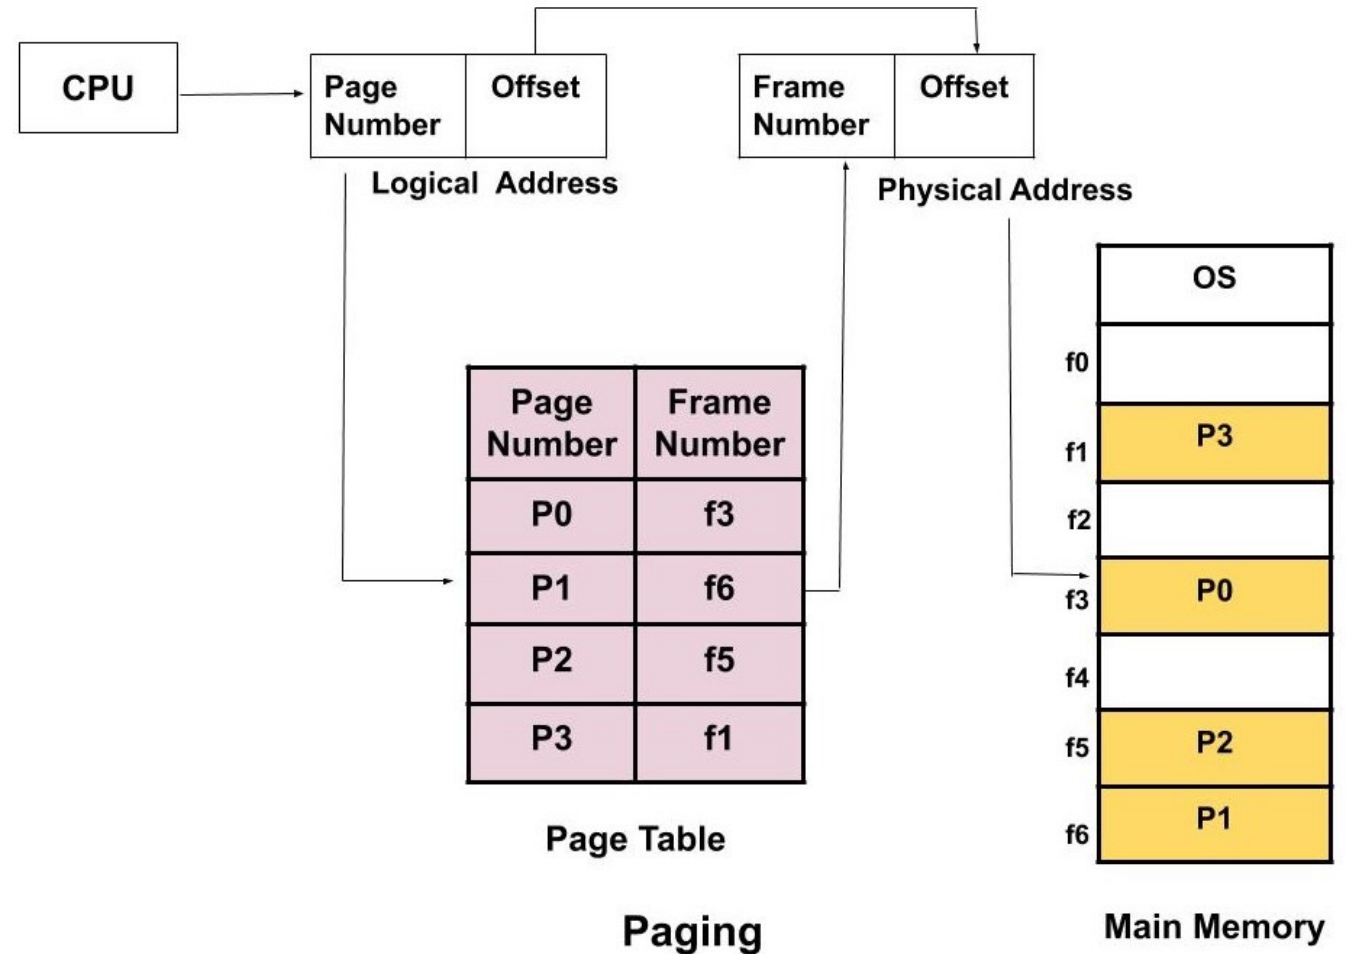 CPU
Page
Number
Offset
Logical Address
Frame
Number
Offset
Physical Address
Page
Number
Frame
Number
P0 f3
P1 f6
P2 f5
P3 f1
Page Table
OS
f0
f1 P3
f2
f3 P0
f4
f5 P2
f6 P1
Main Memory
Paging